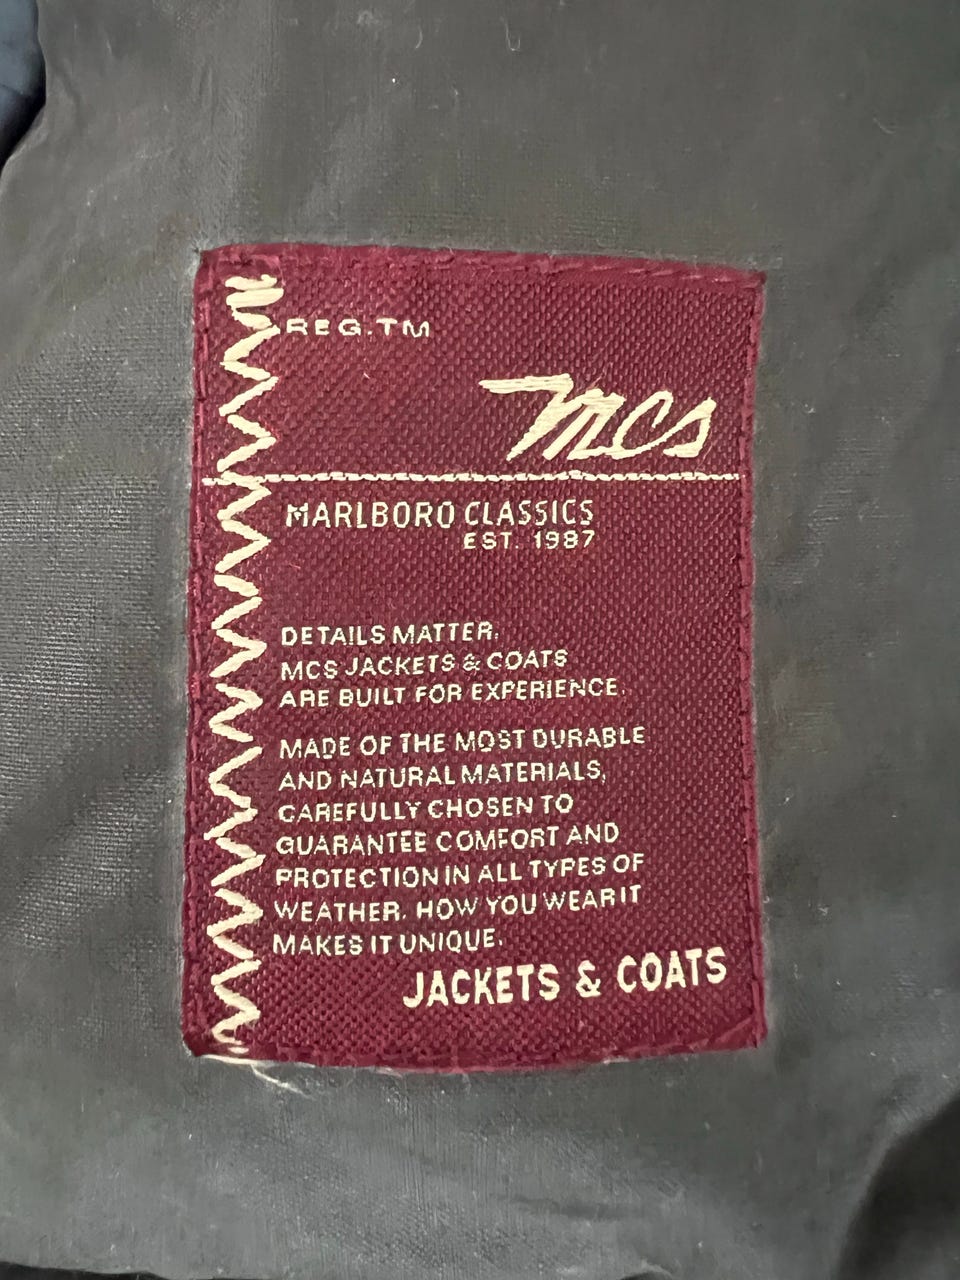 REG.TM
MCS
MARLBORO CLASSICS
EST. 1987
DETAILS MATTER.
MCS JACKETS & COATS
ARE BUILT FOR EXPERIENCE.
MADE OF THE MOST DURABLE
AND NATURAL MATERIALS,
CAREFULLY CHOSEN TO
GUARANTEE COMFORT AND
PROTECTION IN ALL TYPES OF
WEATHER. HOW YOU WEAR IT
MAKES IT UNIQUE.
JACKETS & COATS